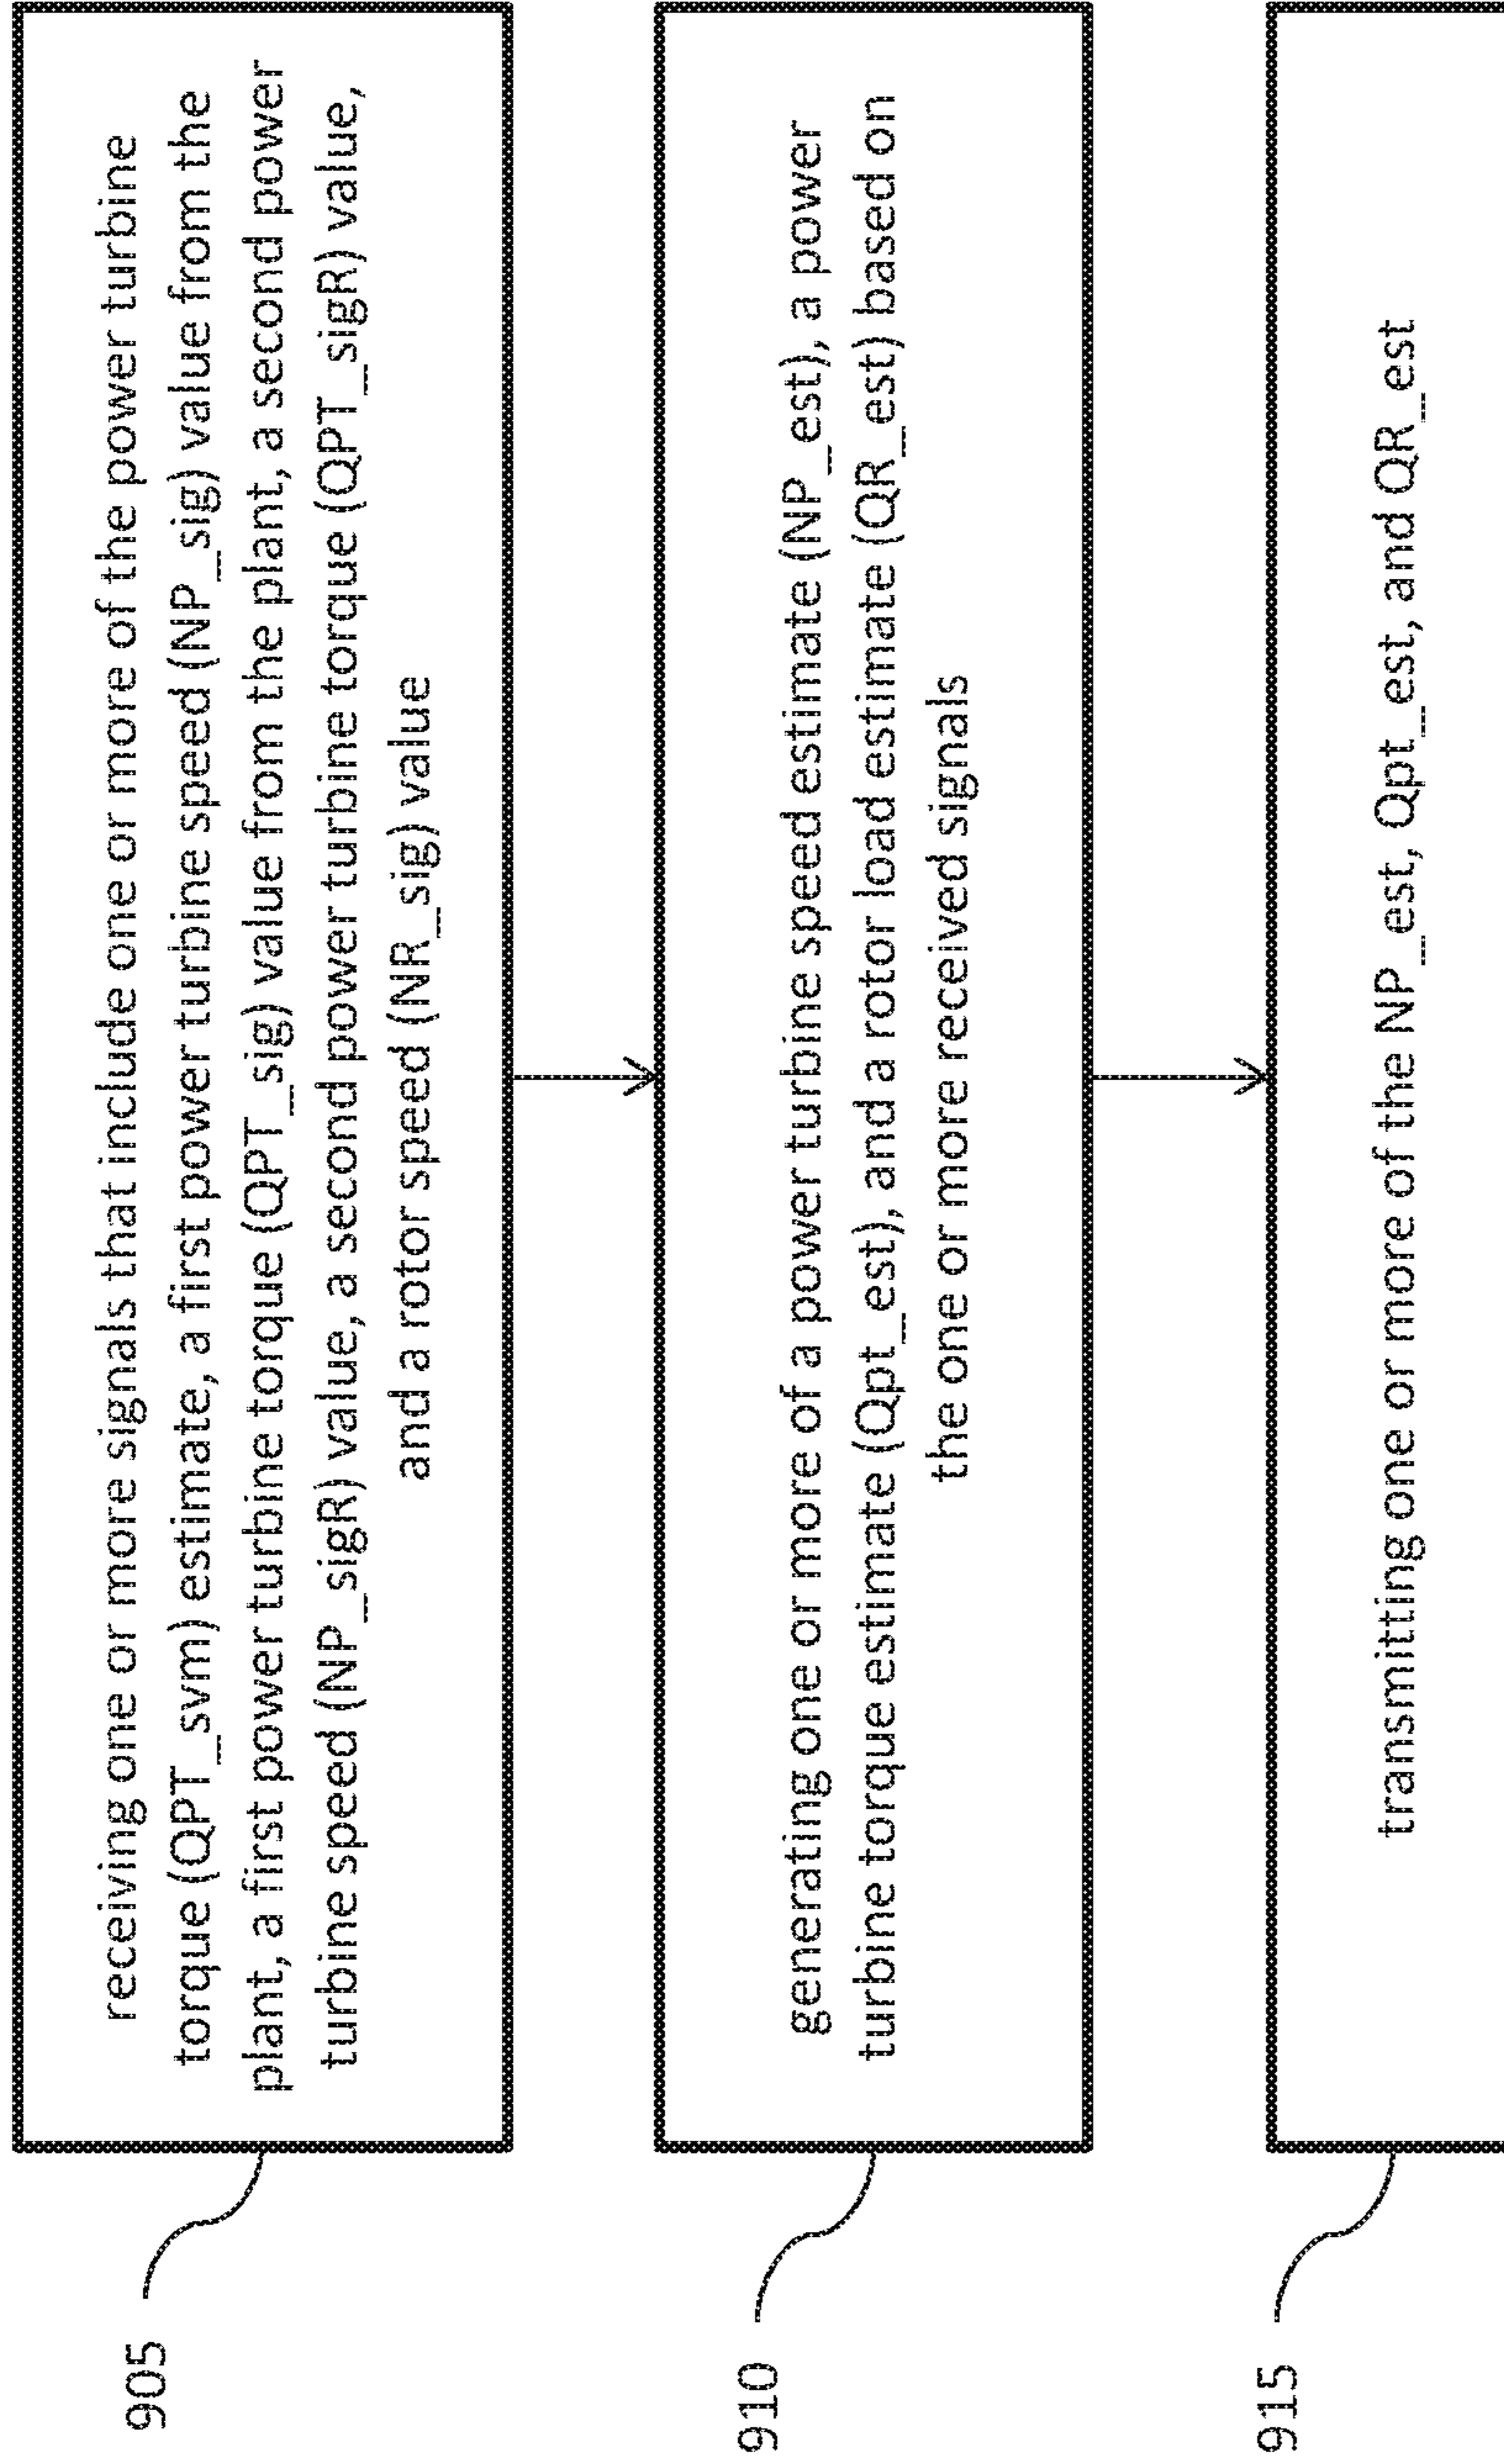 905
receiving one or more signals that include one or more of the power turbine
torque (QPT_svm) estimate, a first power turbine speed (NP_sig) value from the
plant, a first power turbine torque (QPT_sig) value from the plant, a second power
turbine speed (NP_sigR) value, a second power turbine torque (QPT_sigR) value,
and a rotor speed (NR_sig) value
910
generating one or more of a power turbine speed estimate (NP_est), a power
turbine torque estimate (Qpt_est), and a rotor load estimate (QR_est) based on
the one or more received signals
915
transmitting one or more of the NP_est, Qpt_est, and QR_est